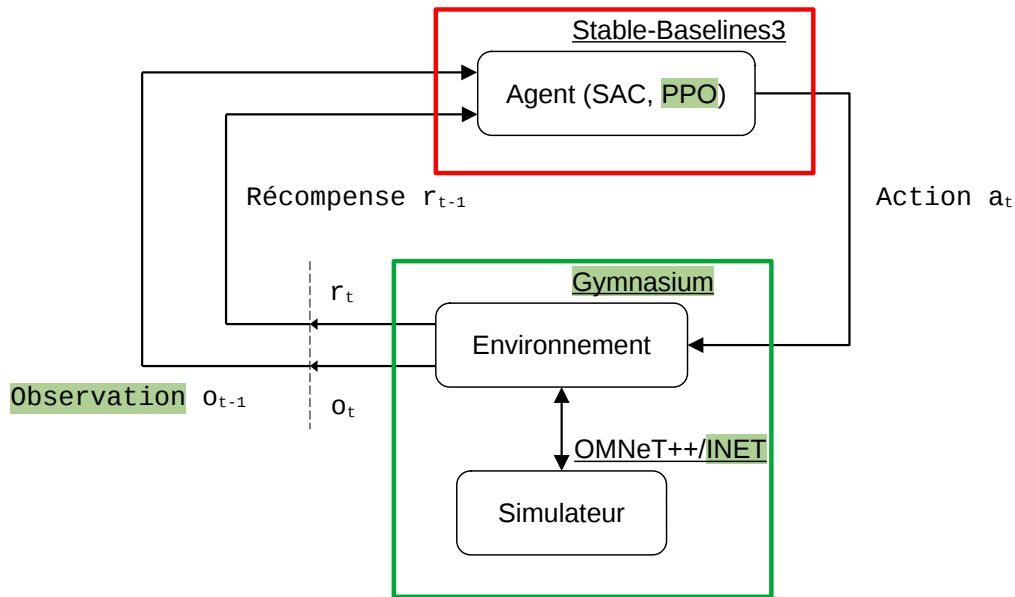 Stable-Baselines3
Agent (SAC, PPO)
Récompense rₜ₋₁
Action aₜ
Gymnasium
rₜ
Environnement
Observation oₜ₋₁
oₜ
OMNeT++/INET
Simulateur